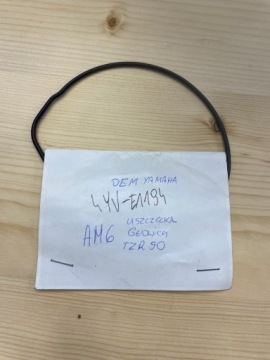 OEM YAMAHA
4YV-E1194
USZCZELKA
AM6 GŁOWICY
TZR 50